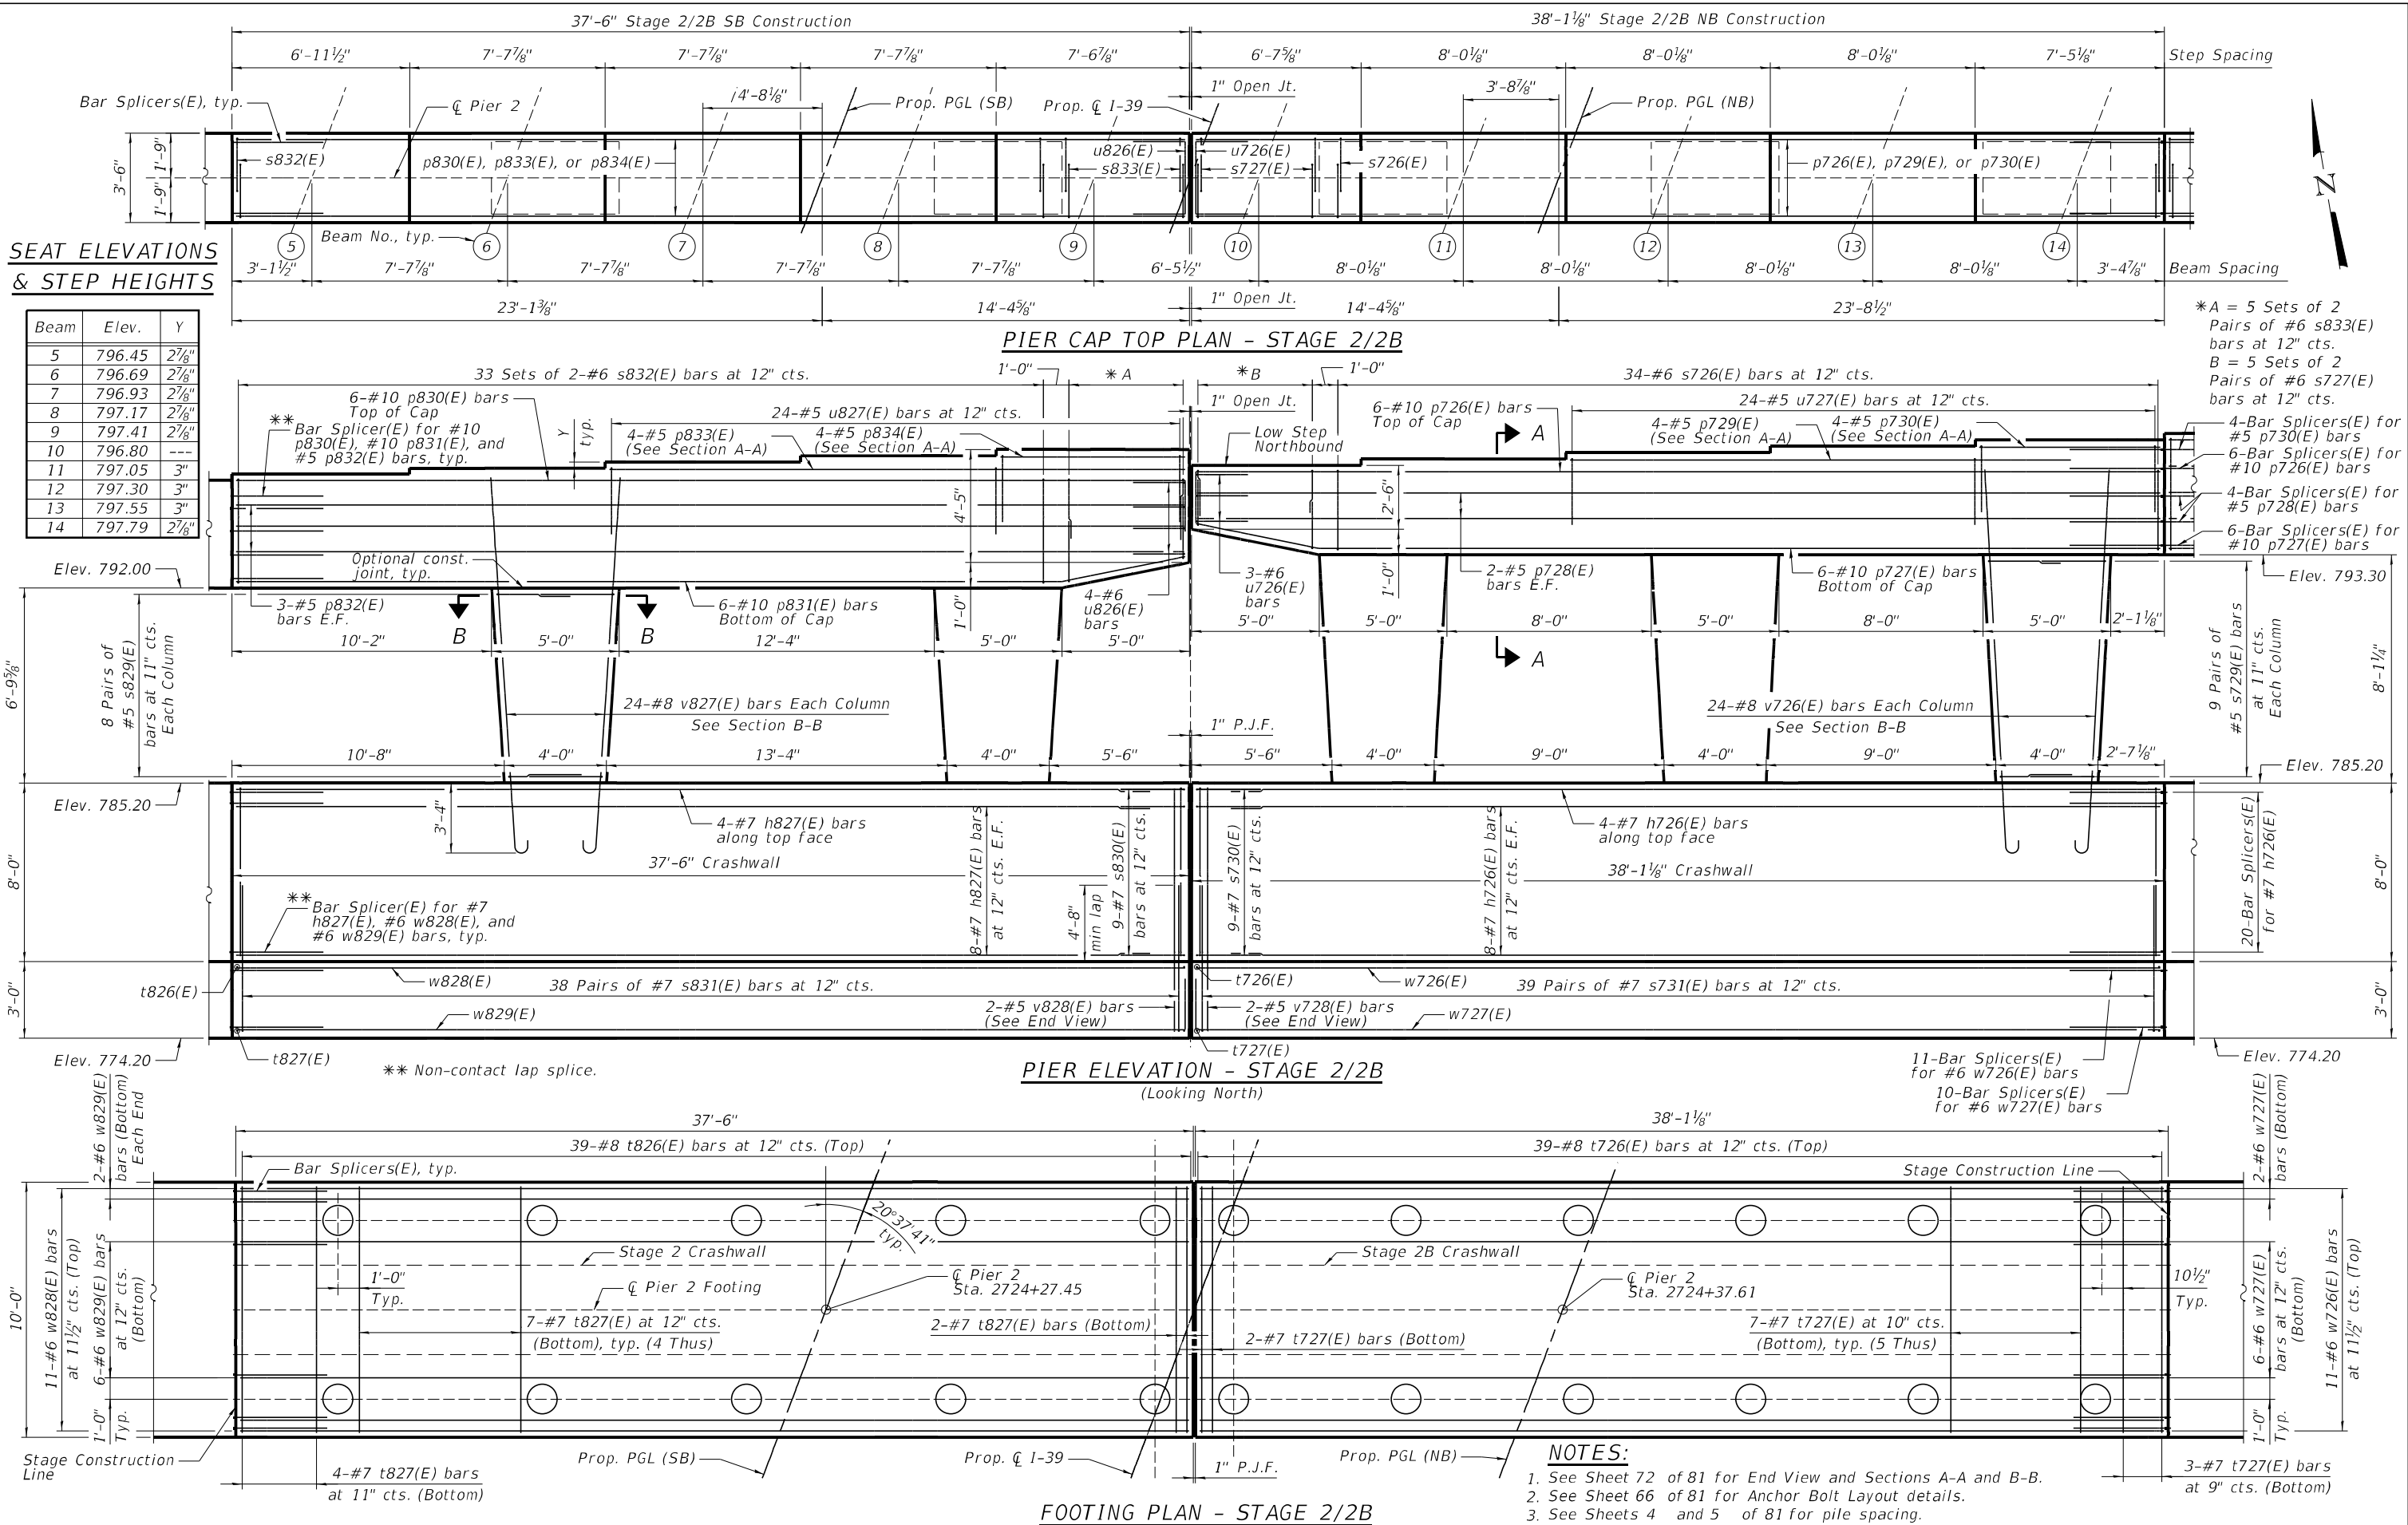 37'-6" Stage 2/2B SB Construction
38'-1⅛" Stage 2/2B NB Construction
6'-11½"
7'-7⅞"
7'-7⅞"
7'-7⅞"
7'-6⅞"
6'-7⅝"
8'-0⅛"
8'-0⅛"
8'-0⅛"
7'-5⅛"
Step Spacing
Bar Splicers(E), typ.
℄ Pier 2
4'-8⅛"
Prop. PGL (SB)
Prop. ℄ I-39
1" Open Jt.
3'-8⅞"
Prop. PGL (NB)
3'-6"
1'-9"
1'-9"
s832(E)
p830(E), p833(E), or p834(E)
u826(E)
s833(E)
u726(E)
s727(E)
s726(E)
p726(E), p729(E), or p730(E)
N
Beam No., typ.
5
6
7
8
9
10
11
12
13
14
3'-1½"
7'-7⅞"
7'-7⅞"
7'-7⅞"
7'-7⅞"
6'-5½"
8'-0⅛"
8'-0⅛"
8'-0⅛"
8'-0⅛"
3'-4⅞"
Beam Spacing
23'-1⅜"
14'-4⅝"
1" Open Jt.
14'-4⅝"
23'-8½"
PIER CAP TOP PLAN - STAGE 2/2B
SEAT ELEVATIONS
& STEP HEIGHTS
Beam Elev. Y
5 796.45 2⅞"
6 796.69 2⅞"
7 796.93 2⅞"
8 797.17 2⅞"
9 797.41 2⅞"
10 796.80 ---
11 797.05 3"
12 797.30 3"
13 797.55 3"
14 797.79 2⅞"
*A = 5 Sets of 2
Pairs of #6 s833(E)
bars at 12" cts.
B = 5 Sets of 2
Pairs of #6 s727(E)
bars at 12" cts.
33 Sets of 2-#6 s832(E) bars at 12" cts.
1'-0"
* A
*B
1'-0"
34-#6 s726(E) bars at 12" cts.
6-#10 p830(E) bars
Top of Cap
24-#5 u827(E) bars at 12" cts.
1" Open Jt.
6-#10 p726(E) bars
Top of Cap
24-#5 u727(E) bars at 12" cts.
**
Bar Splicer(E) for #10
p830(E), #10 p831(E), and
#5 p832(E) bars, typ.
Y
typ.
4-#5 p833(E)
(See Section A-A)
4-#5 p834(E)
(See Section A-A)
Low Step
Northbound
A
4-#5 p729(E)
(See Section A-A)
4-#5 p730(E)
(See Section A-A)
4-Bar Splicers(E) for
#5 p730(E) bars
6-Bar Splicers(E) for
#10 p726(E) bars
4-Bar Splicers(E) for
#5 p728(E) bars
6-Bar Splicers(E) for
#10 p727(E) bars
4'-5"
1'-0"
2'-6"
1'-0"
Elev. 792.00
Optional const.
joint, typ.
3-#5 p832(E)
bars E.F.
B
B
6-#10 p831(E) bars
Bottom of Cap
4-#6
u826(E)
bars
3-#6
u726(E)
bars
2-#5 p728(E)
bars E.F.
6-#10 p727(E) bars
Bottom of Cap
Elev. 793.30
10'-2"
5'-0"
12'-4"
5'-0"
5'-0"
5'-0"
5'-0"
8'-0"
5'-0"
8'-0"
5'-0"
2'-1⅛"
A
6'-9⅝"
8 Pairs of
#5 s829(E)
bars at 11" cts.
Each Column
24-#8 v827(E) bars Each Column
See Section B-B
1" P.J.F.
24-#8 v726(E) bars Each Column
See Section B-B
9 Pairs of
#5 s729(E) bars
at 11" cts.
Each Column
8'-1¼"
10'-8"
4'-0"
13'-4"
4'-0"
5'-6"
5'-6"
4'-0"
9'-0"
4'-0"
9'-0"
4'-0"
2'-7⅛"
Elev. 785.20
Elev. 785.20
3'-4"
4-#7 h827(E) bars
along top face
37'-6" Crashwall
8-#7 h827(E) bars
at 12" cts. E.F.
4'-8"
min lap
9-#7 s830(E)
bars at 12" cts.
9-#7 s730(E)
bars at 12" cts.
4-#7 h726(E) bars
along top face
38'-1⅛" Crashwall
8-#7 h726(E) bars
at 12" cts. E.F.
20-Bar Splicers(E)
for #7 h726(E)
8'-0"
8'-0"
**
Bar Splicer(E) for #7
h827(E), #6 w828(E), and
#6 w829(E) bars, typ.
t826(E)
w828(E)
38 Pairs of #7 s831(E) bars at 12" cts.
w829(E)
2-#5 v828(E) bars
(See End View)
t726(E)
w726(E)
39 Pairs of #7 s731(E) bars at 12" cts.
2-#5 v728(E) bars
(See End View)
w727(E)
3'-0"
3'-0"
t827(E)
t727(E)
Elev. 774.20
Elev. 774.20
** Non-contact lap splice.
11-Bar Splicers(E)
for #6 w726(E) bars
10-Bar Splicers(E)
for #6 w727(E) bars
PIER ELEVATION - STAGE 2/2B
(Looking North)
2-#6 w829(E)
bars (Bottom)
Each End
37'-6"
38'-1⅛"
39-#8 t826(E) bars at 12" cts. (Top)
39-#8 t726(E) bars at 12" cts. (Top)
2-#6 w727(E)
bars (Bottom)
Bar Splicers(E), typ.
Stage Construction Line
20°37'41"
typ.
Stage 2 Crashwall
Stage 2B Crashwall
10'-0"
11-#6 w828(E) bars
at 11½" cts. (Top)
6-#6 w829(E) bars
at 12" cts.
(Bottom)
1'-0"
Typ.
1'-0"
Typ.
℄ Pier 2 Footing
℄ Pier 2
Sta. 2724+27.45
℄ Pier 2
Sta. 2724+37.61
10½"
Typ.
7-#7 t827(E) at 12" cts.
(Bottom), typ. (4 Thus)
2-#7 t827(E) bars (Bottom)
2-#7 t727(E) bars (Bottom)
7-#7 t727(E) at 10" cts.
(Bottom), typ. (5 Thus)
6-#6 w727(E)
bars at 12" cts.
(Bottom)
1'-0"
Typ.
11-#6 w726(E) bars
at 11½" cts. (Top)
Stage Construction
Line
4-#7 t827(E) bars
at 11" cts. (Bottom)
Prop. PGL (SB)
Prop. ℄ I-39
1" P.J.F.
Prop. PGL (NB)
3-#7 t727(E) bars
at 9" cts. (Bottom)
FOOTING PLAN - STAGE 2/2B
NOTES:
1. See Sheet 72 of 81 for End View and Sections A-A and B-B.
2. See Sheet 66 of 81 for Anchor Bolt Layout details.
3. See Sheets 4 and 5 of 81 for pile spacing.